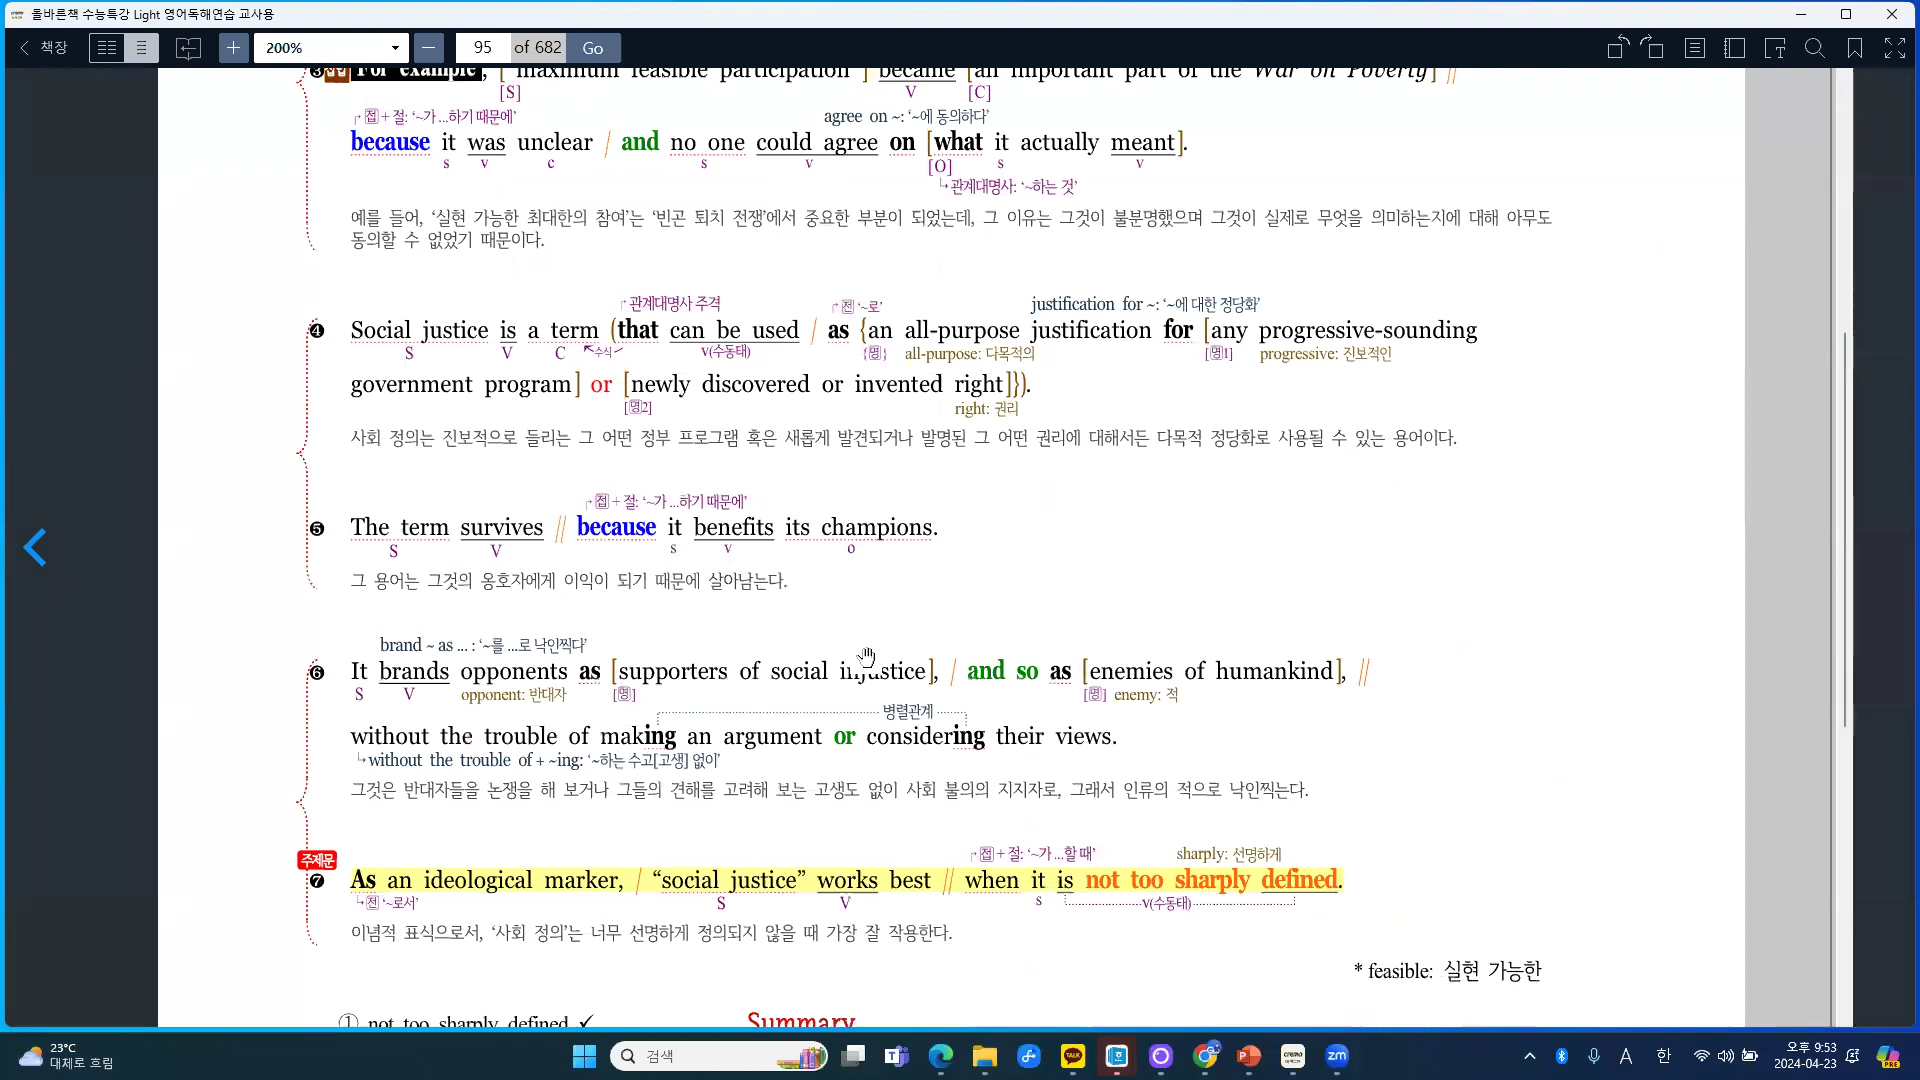 올바른책 수능특강 Light 영어독해연습 교사용
책장 200% 95 of 682 Go
❸ For example, [“maximum feasible participation”] became [an important part of the War on Poverty] //
[S] V [C]
접 + 절: ‘~가 ...하기 때문에’ agree on ~: ‘~에 동의하다’
because it was unclear / and no one could agree on [what it actually meant].
s v c s v [O] s v
관계대명사: ‘~하는 것’
예를 들어, ‘실현 가능한 최대한의 참여’는 ‘빈곤 퇴치 전쟁’에서 중요한 부분이 되었는데, 그 이유는 그것이 불분명했으며 그것이 실제로 무엇을 의미하는지에 대해 아무도
동의할 수 없었기 때문이다.
관계대명사 주격 전 ‘~로’ justification for ~: ‘~에 대한 정당화’
❹ Social justice is a term (that can be used / as {an all-purpose justification for [any progressive-sounding
S V C 수식 v(수동태) {명} all-purpose: 다목적의 [명1] progressive: 진보적인
government program] or [newly discovered or invented right]}).
[명2] right: 권리
사회 정의는 진보적으로 들리는 그 어떤 정부 프로그램 혹은 새롭게 발견되거나 발명된 그 어떤 권리에 대해서든 다목적 정당화로 사용될 수 있는 용어이다.
접 + 절: ‘~가 ...하기 때문에’
❺ The term survives // because it benefits its champions.
S V s v o
그 용어는 그것의 옹호자에게 이익이 되기 때문에 살아남는다.
brand ~ as ... : ‘~를 ...로 낙인찍다’
❻ It brands opponents as [supporters of social injustice], / and so as [enemies of humankind], //
S V opponent: 반대자 [명] [명] enemy: 적
병렬관계
without the trouble of making an argument or considering their views.
without the trouble of + ~ing: ‘~하는 수고[고생] 없이’
그것은 반대자들을 논쟁을 해 보거나 그들의 견해를 고려해 보는 고생도 없이 사회 불의의 지지자로, 그래서 인류의 적으로 낙인찍는다.
주제문 접 + 절: ‘~가 ...할 때’ sharply: 선명하게
❼ As an ideological marker, / “social justice” works best // when it is not too sharply defined.
전 ‘~로서’ S V s v(수동태)
이념적 표식으로서, ‘사회 정의’는 너무 선명하게 정의되지 않을 때 가장 잘 작용한다.
* feasible: 실현 가능한
① not too sharply defined ✓ Summary
23°C
대체로 흐림
검색
A 한
오후 9:53
2024-04-23